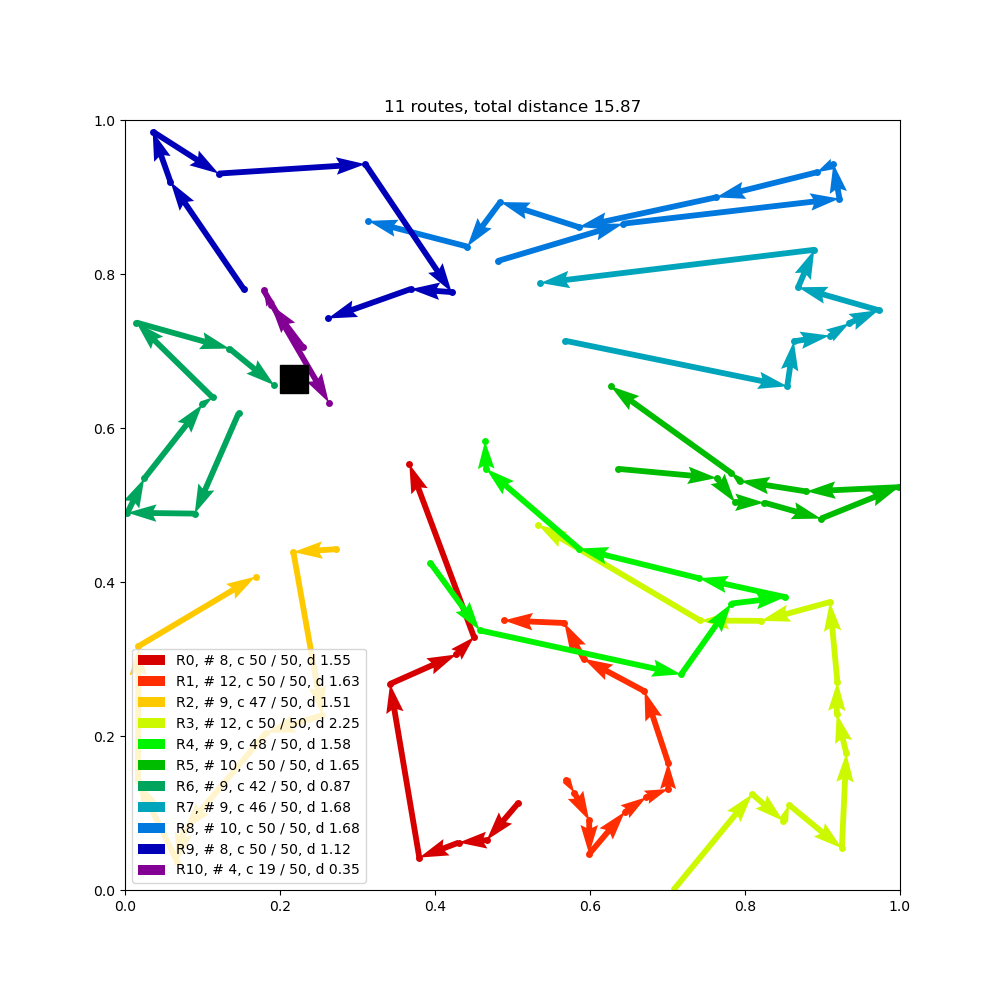 11 routes, total distance 15.87
1.0
0.8
0.6
0.4
0.2
0.0
R0, # 8, c 50 / 50, d 1.55
R1, # 12, c 50 / 50, d 1.63
R2, # 9, c 47 / 50, d 1.51
R3, # 12, c 50 / 50, d 2.25
R4, # 9, c 48 / 50, d 1.58
R5, # 10, c 50 / 50, d 1.65
R6, # 9, c 42 / 50, d 0.87
R7, # 9, c 46 / 50, d 1.68
R8, # 10, c 50 / 50, d 1.68
R9, # 8, c 50 / 50, d 1.12
R10, # 4, c 19 / 50, d 0.35
0.0 0.2 0.4 0.6 0.8 1.0